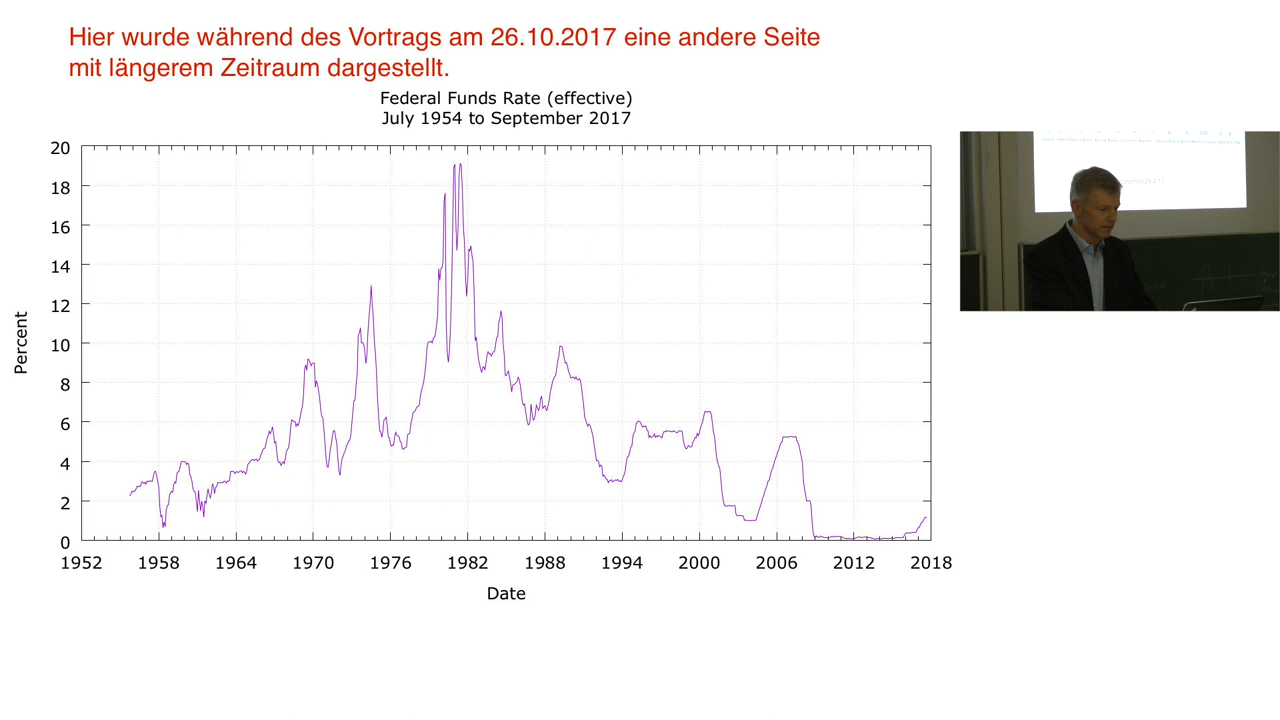 Hier wurde während des Vortrags am 26.10.2017 eine andere Seite
mit längerem Zeitraum dargestellt.
Federal Funds Rate (effective)
July 1954 to September 2017
20
18
16
14
12
10
8
6
4
2
0
Percent
1952 1958 1964 1970 1976 1982 1988 1994 2000 2006 2012 2018
Date